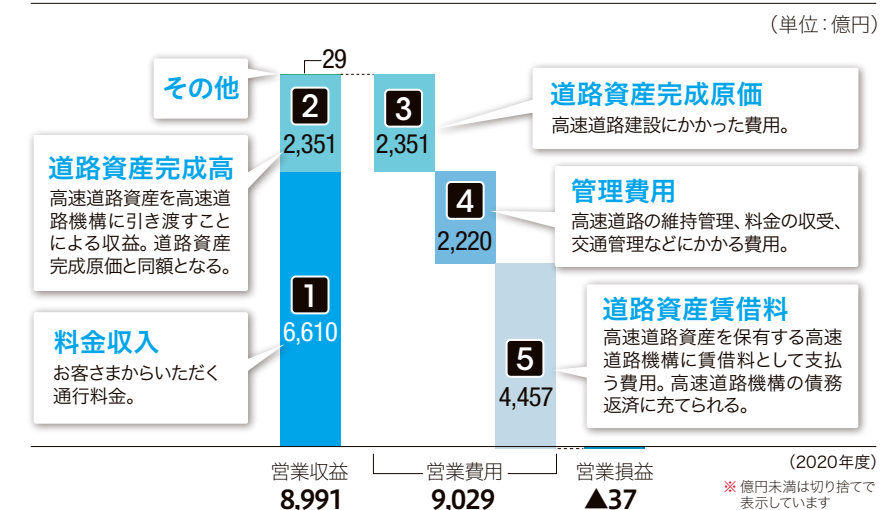 (単位：億円)
29
その他
2
2,351
3
2,351
道路資産完成原価
高速道路建設にかかった費用。
道路資産完成高
高速道路資産を高速道
路機構に引き渡すこと
による収益。道路資産
完成原価と同額となる。
4
2,220
管理費用
高速道路の維持管理、料金の収受、
交通管理などにかかる費用。
1
6,610
料金収入
お客さまからいただく
通行料金。
5
4,457
道路資産賃借料
高速道路資産を保有する高速
道路機構に賃借料として支払
う費用。高速道路機構の債務
返済に充てられる。
営業収益
8,991
営業費用
9,029
営業損益
▲37
(2020年度)
※ 億円未満は切り捨てで
表示しています